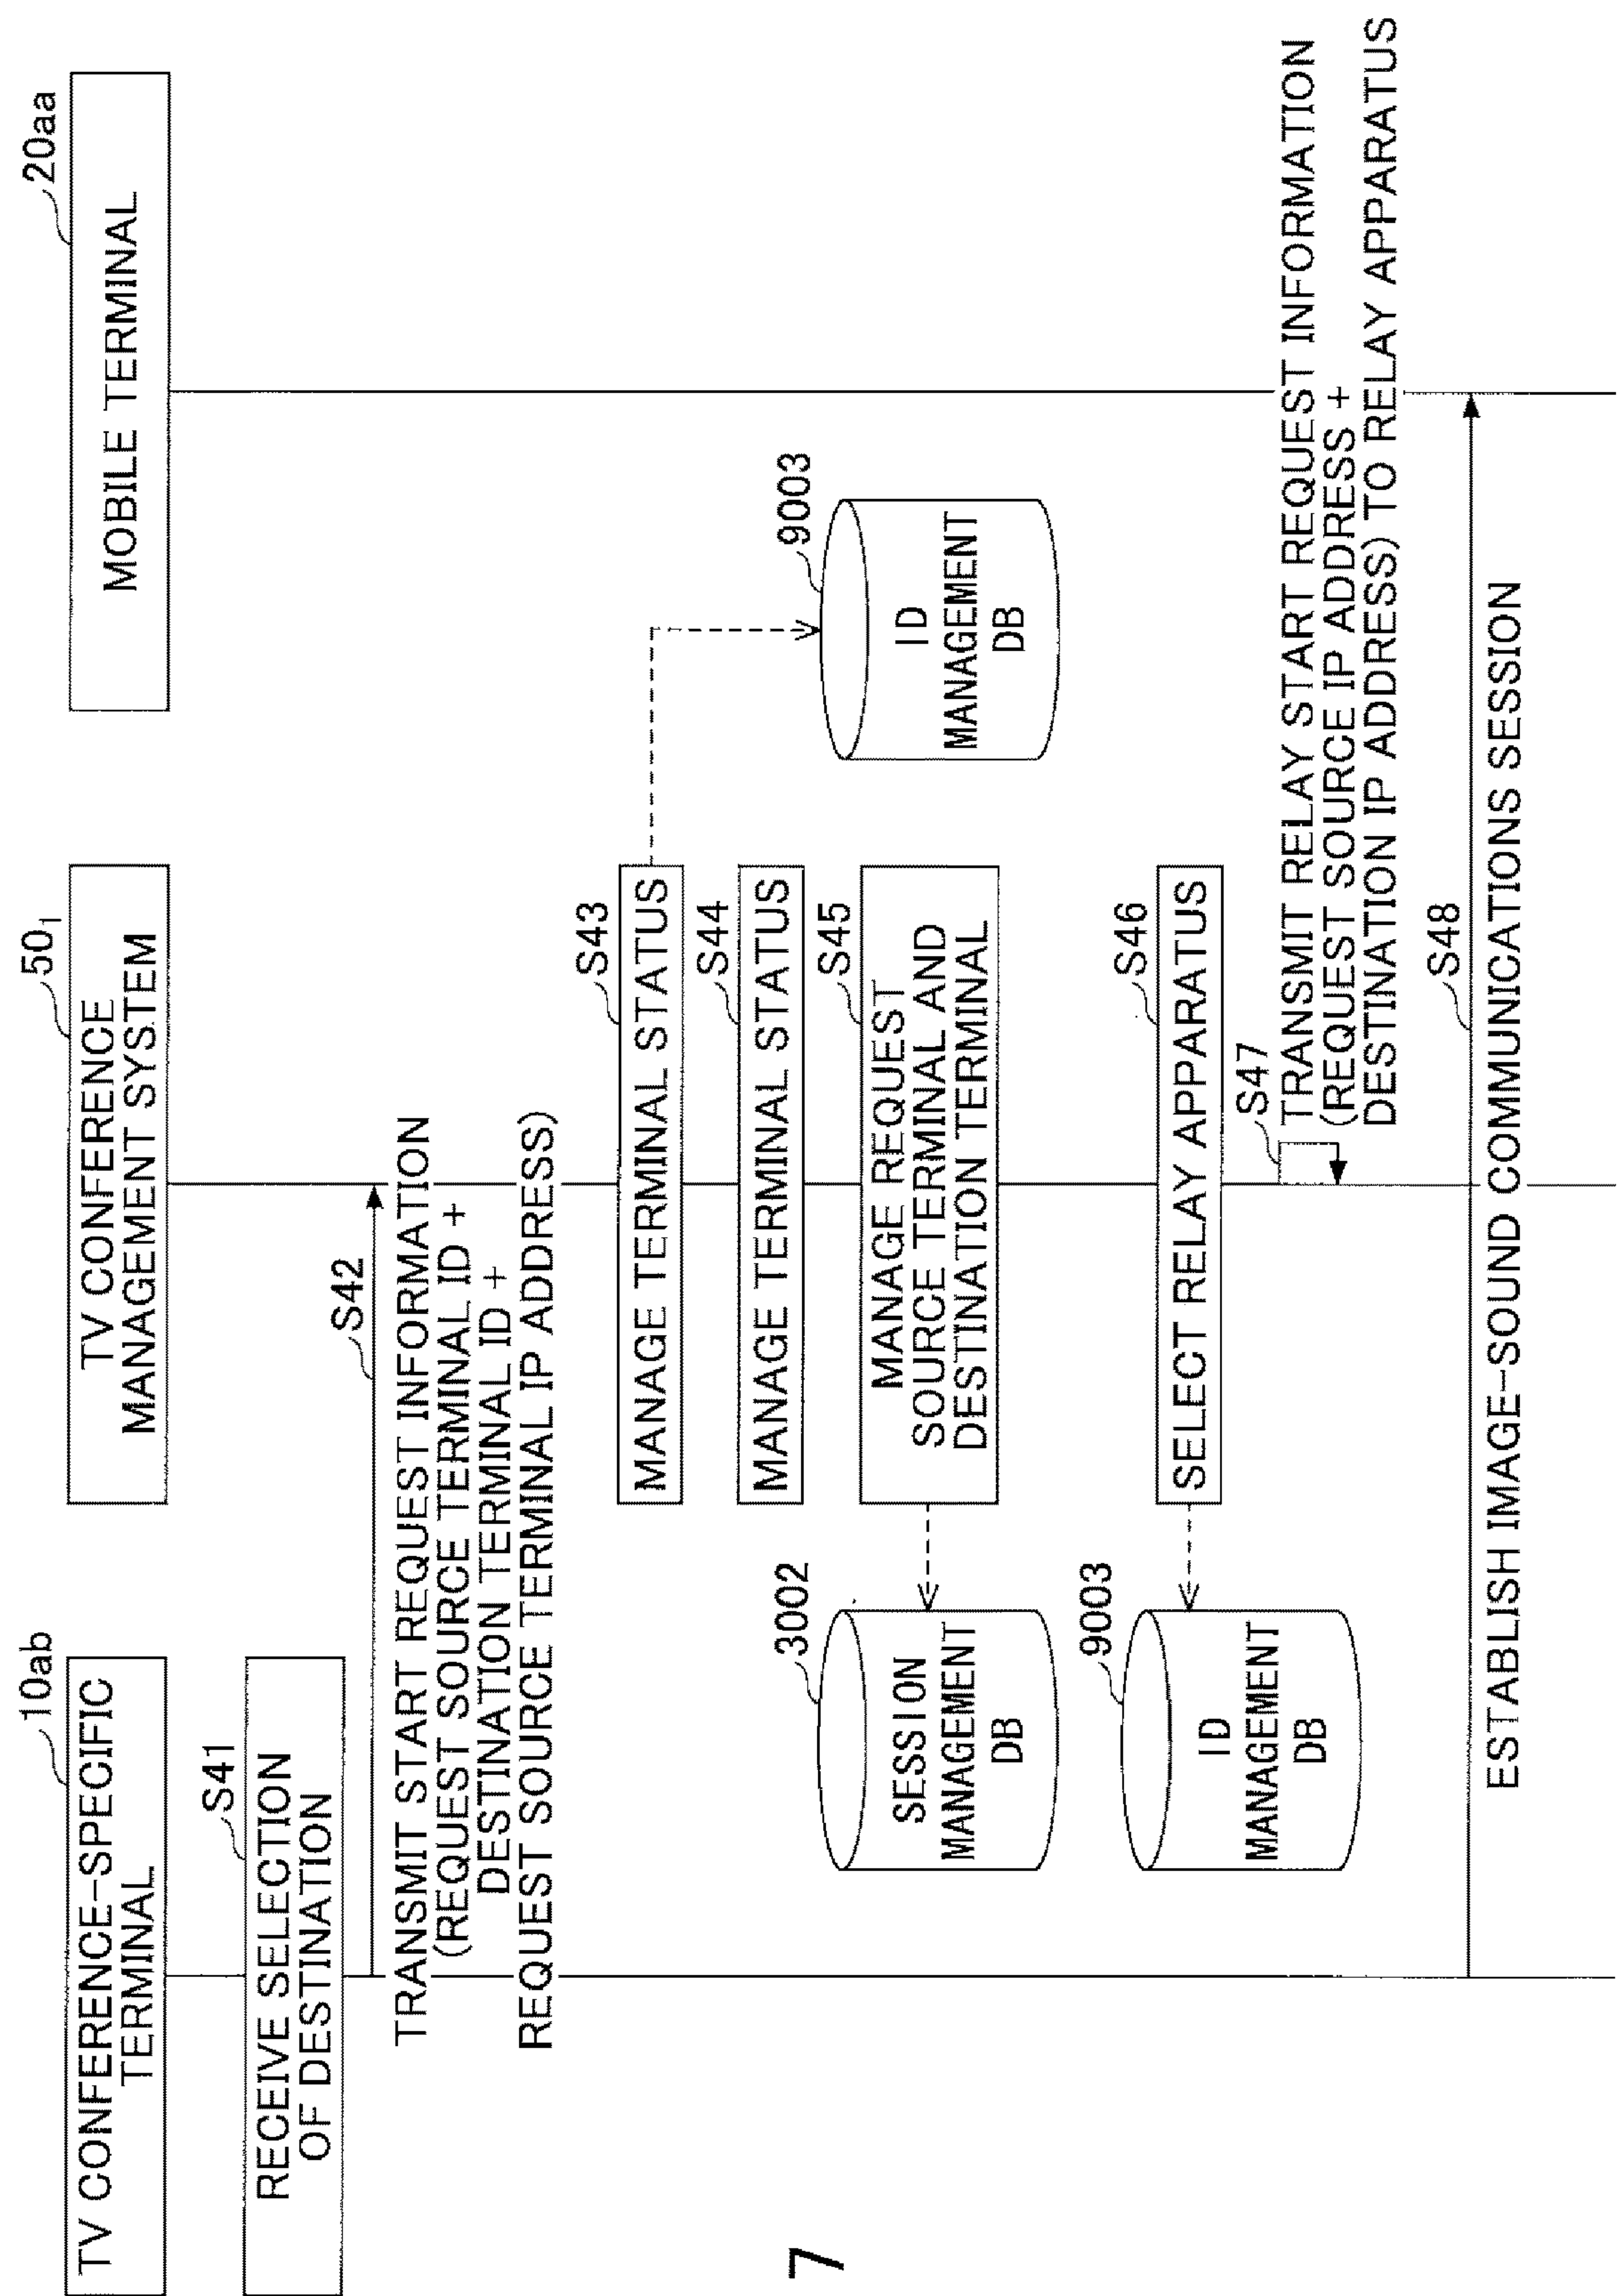 10ab
TV CONFERENCE-SPECIFIC
TERMINAL
50₁
TV CONFERENCE
MANAGEMENT SYSTEM
20aa
MOBILE TERMINAL
S41
RECEIVE SELECTION
OF DESTINATION
S42
TRANSMIT START REQUEST INFORMATION
(REQUEST SOURCE TERMINAL ID +
DESTINATION TERMINAL ID +
REQUEST SOURCE TERMINAL IP ADDRESS)
S43
MANAGE TERMINAL STATUS
9003
ID
MANAGEMENT
DB
S44
MANAGE TERMINAL STATUS
S45
MANAGE REQUEST
SOURCE TERMINAL AND
DESTINATION TERMINAL
3002
SESSION
MANAGEMENT
DB
S46
SELECT RELAY APPARATUS
9003
ID
MANAGEMENT
DB
S47
TRANSMIT RELAY START REQUEST INFORMATION
(REQUEST SOURCE IP ADDRESS +
DESTINATION IP ADDRESS) TO RELAY APPARATUS
S48
ESTABLISH IMAGE-SOUND COMMUNICATIONS SESSION
7